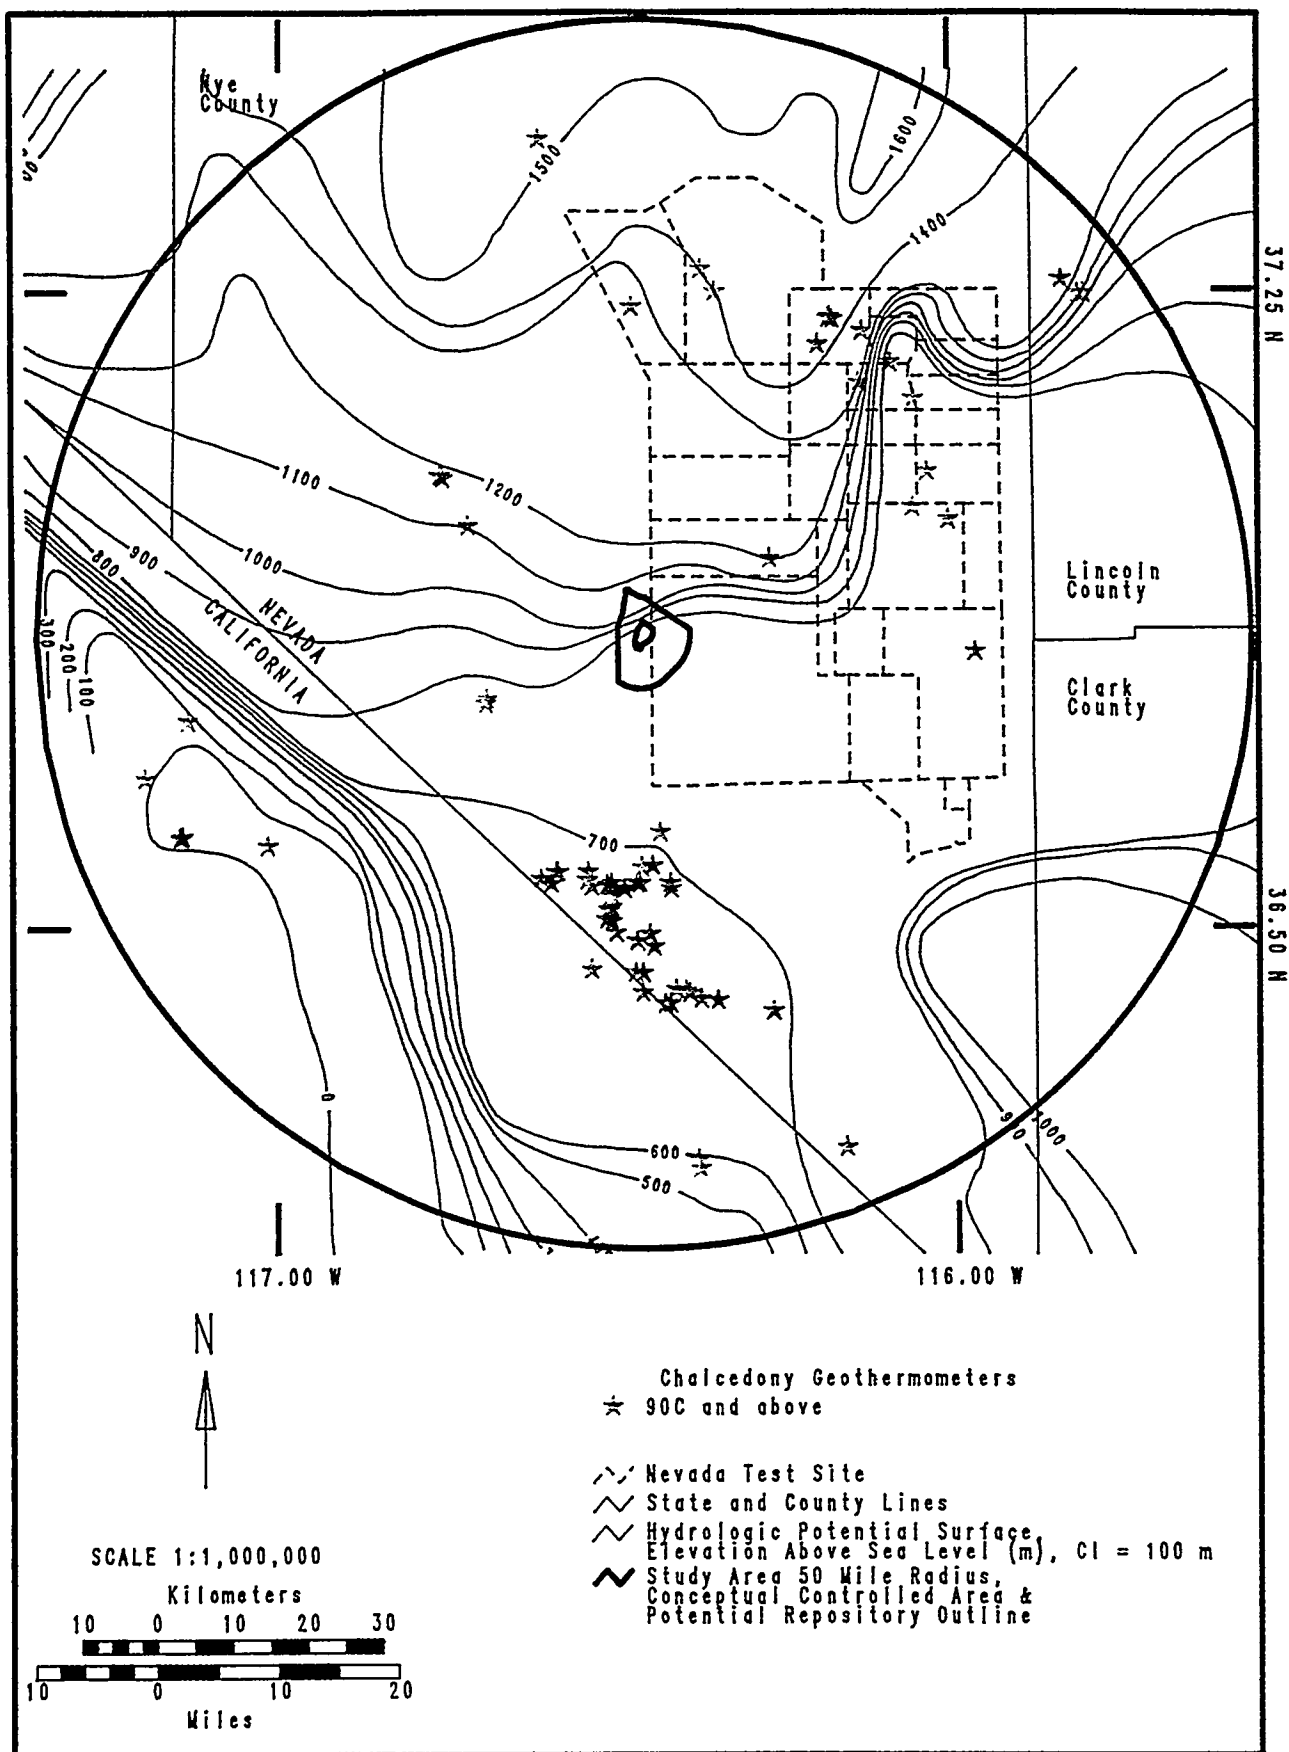 Nye
County
1500
1600
1400
37.25 N
1100
1200
1000
900
800
NEVADA
CALIFORNIA
300
200
100
Lincoln
County
Clark
County
700
36.50 N
0
1000
600
500
117.00 W
116.00 W
N
Chalcedony Geothermometers
90C and above
Nevada Test Site
State and County Lines
Hydrologic Potential Surface,
Elevation Above Sea Level (m), CI = 100 m
Study Area 50 Mile Radius,
Conceptual Controlled Area &
Potential Repository Outline
SCALE 1:1,000,000
Kilometers
10 0 10 20 30
10 0 10 20
Miles